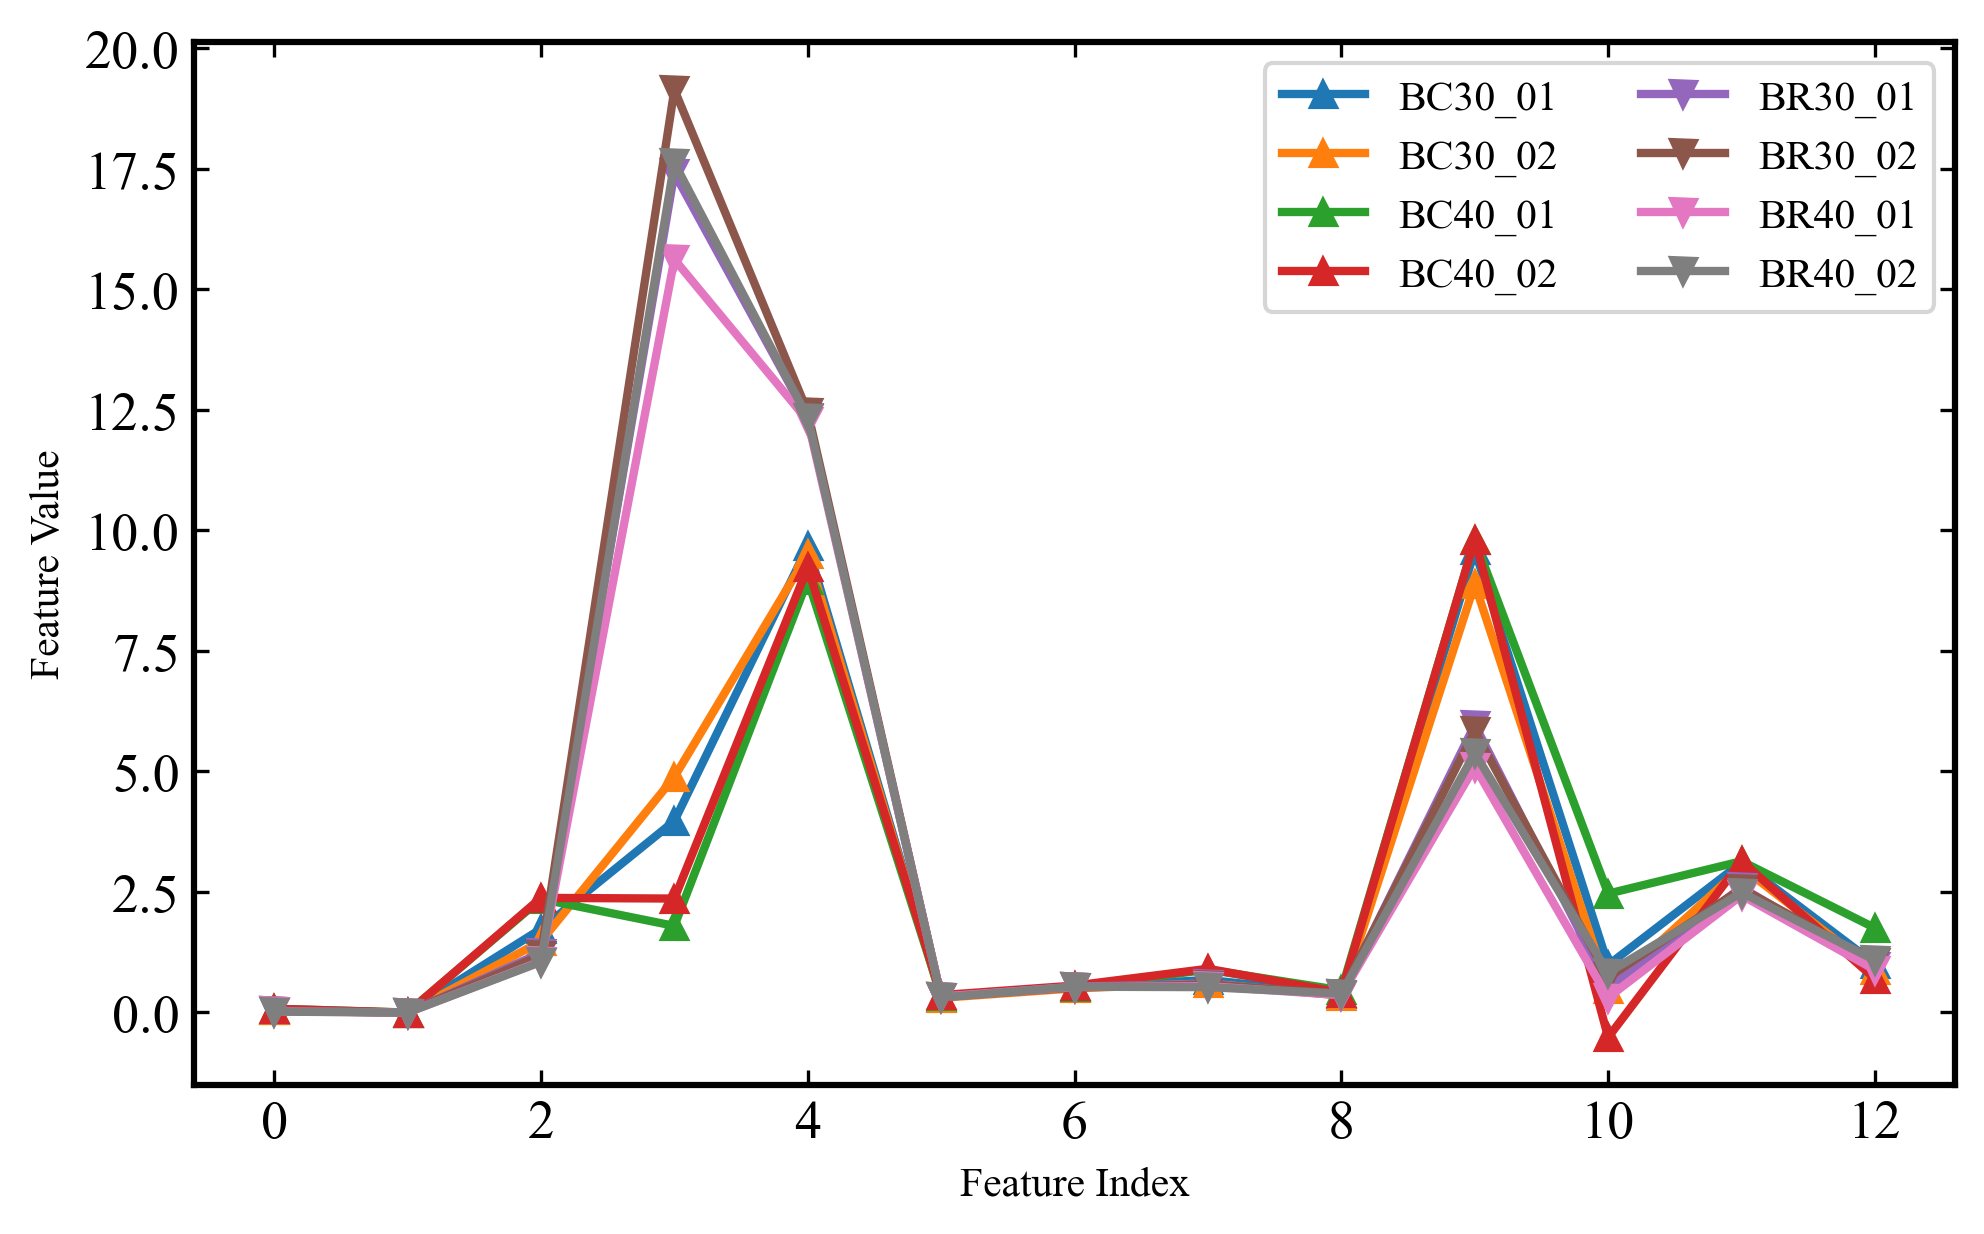 20.0
17.5
15.0
12.5
10.0
7.5
5.0
2.5
0.0
Feature Value
BC30_01
BC30_02
BC40_01
BC40_02
BR30_01
BR30_02
BR40_01
BR40_02
0 2 4 6 8 10 12
Feature Index